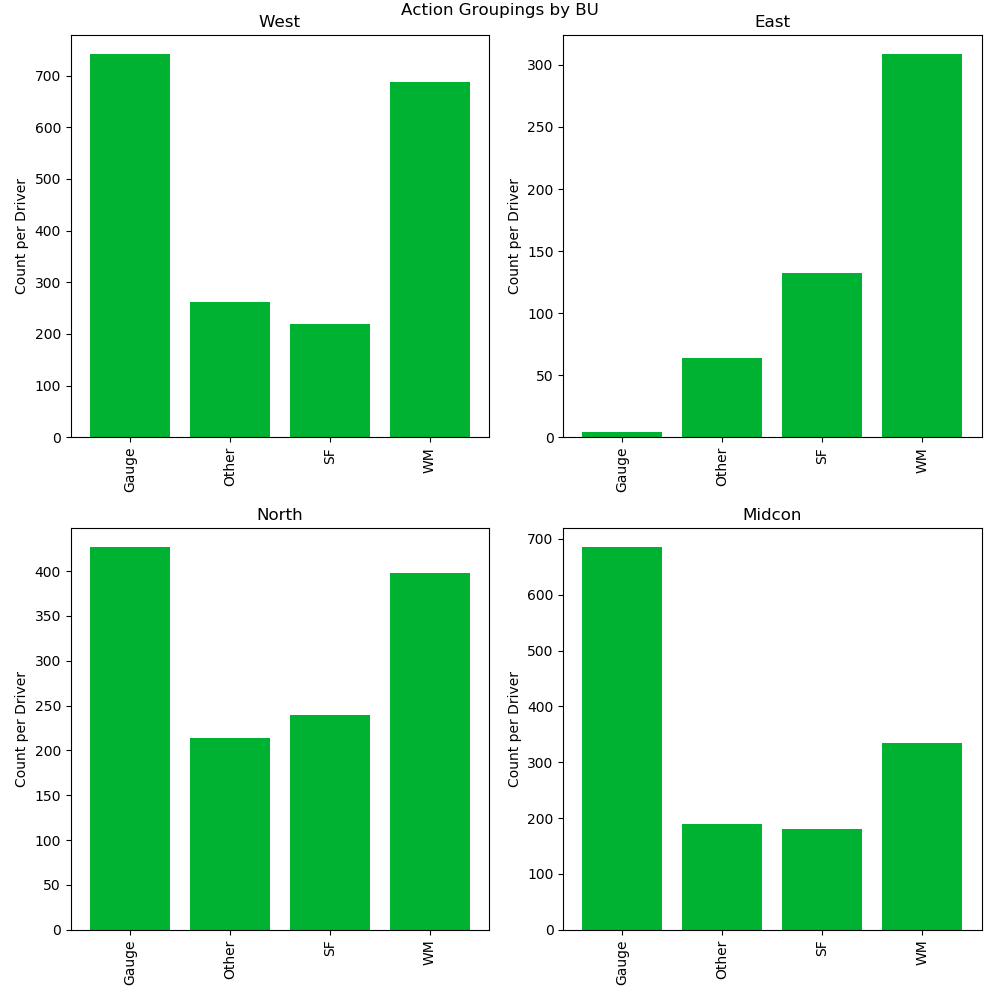 Action Groupings by BU
West
Count per Driver
700
600
500
400
300
200
100
0
Gauge
Other
SF
WM
East
Count per Driver
300
250
200
150
100
50
0
Gauge
Other
SF
WM
North
Count per Driver
400
350
300
250
200
150
100
50
0
Gauge
Other
SF
WM
Midcon
Count per Driver
700
600
500
400
300
200
100
0
Gauge
Other
SF
WM